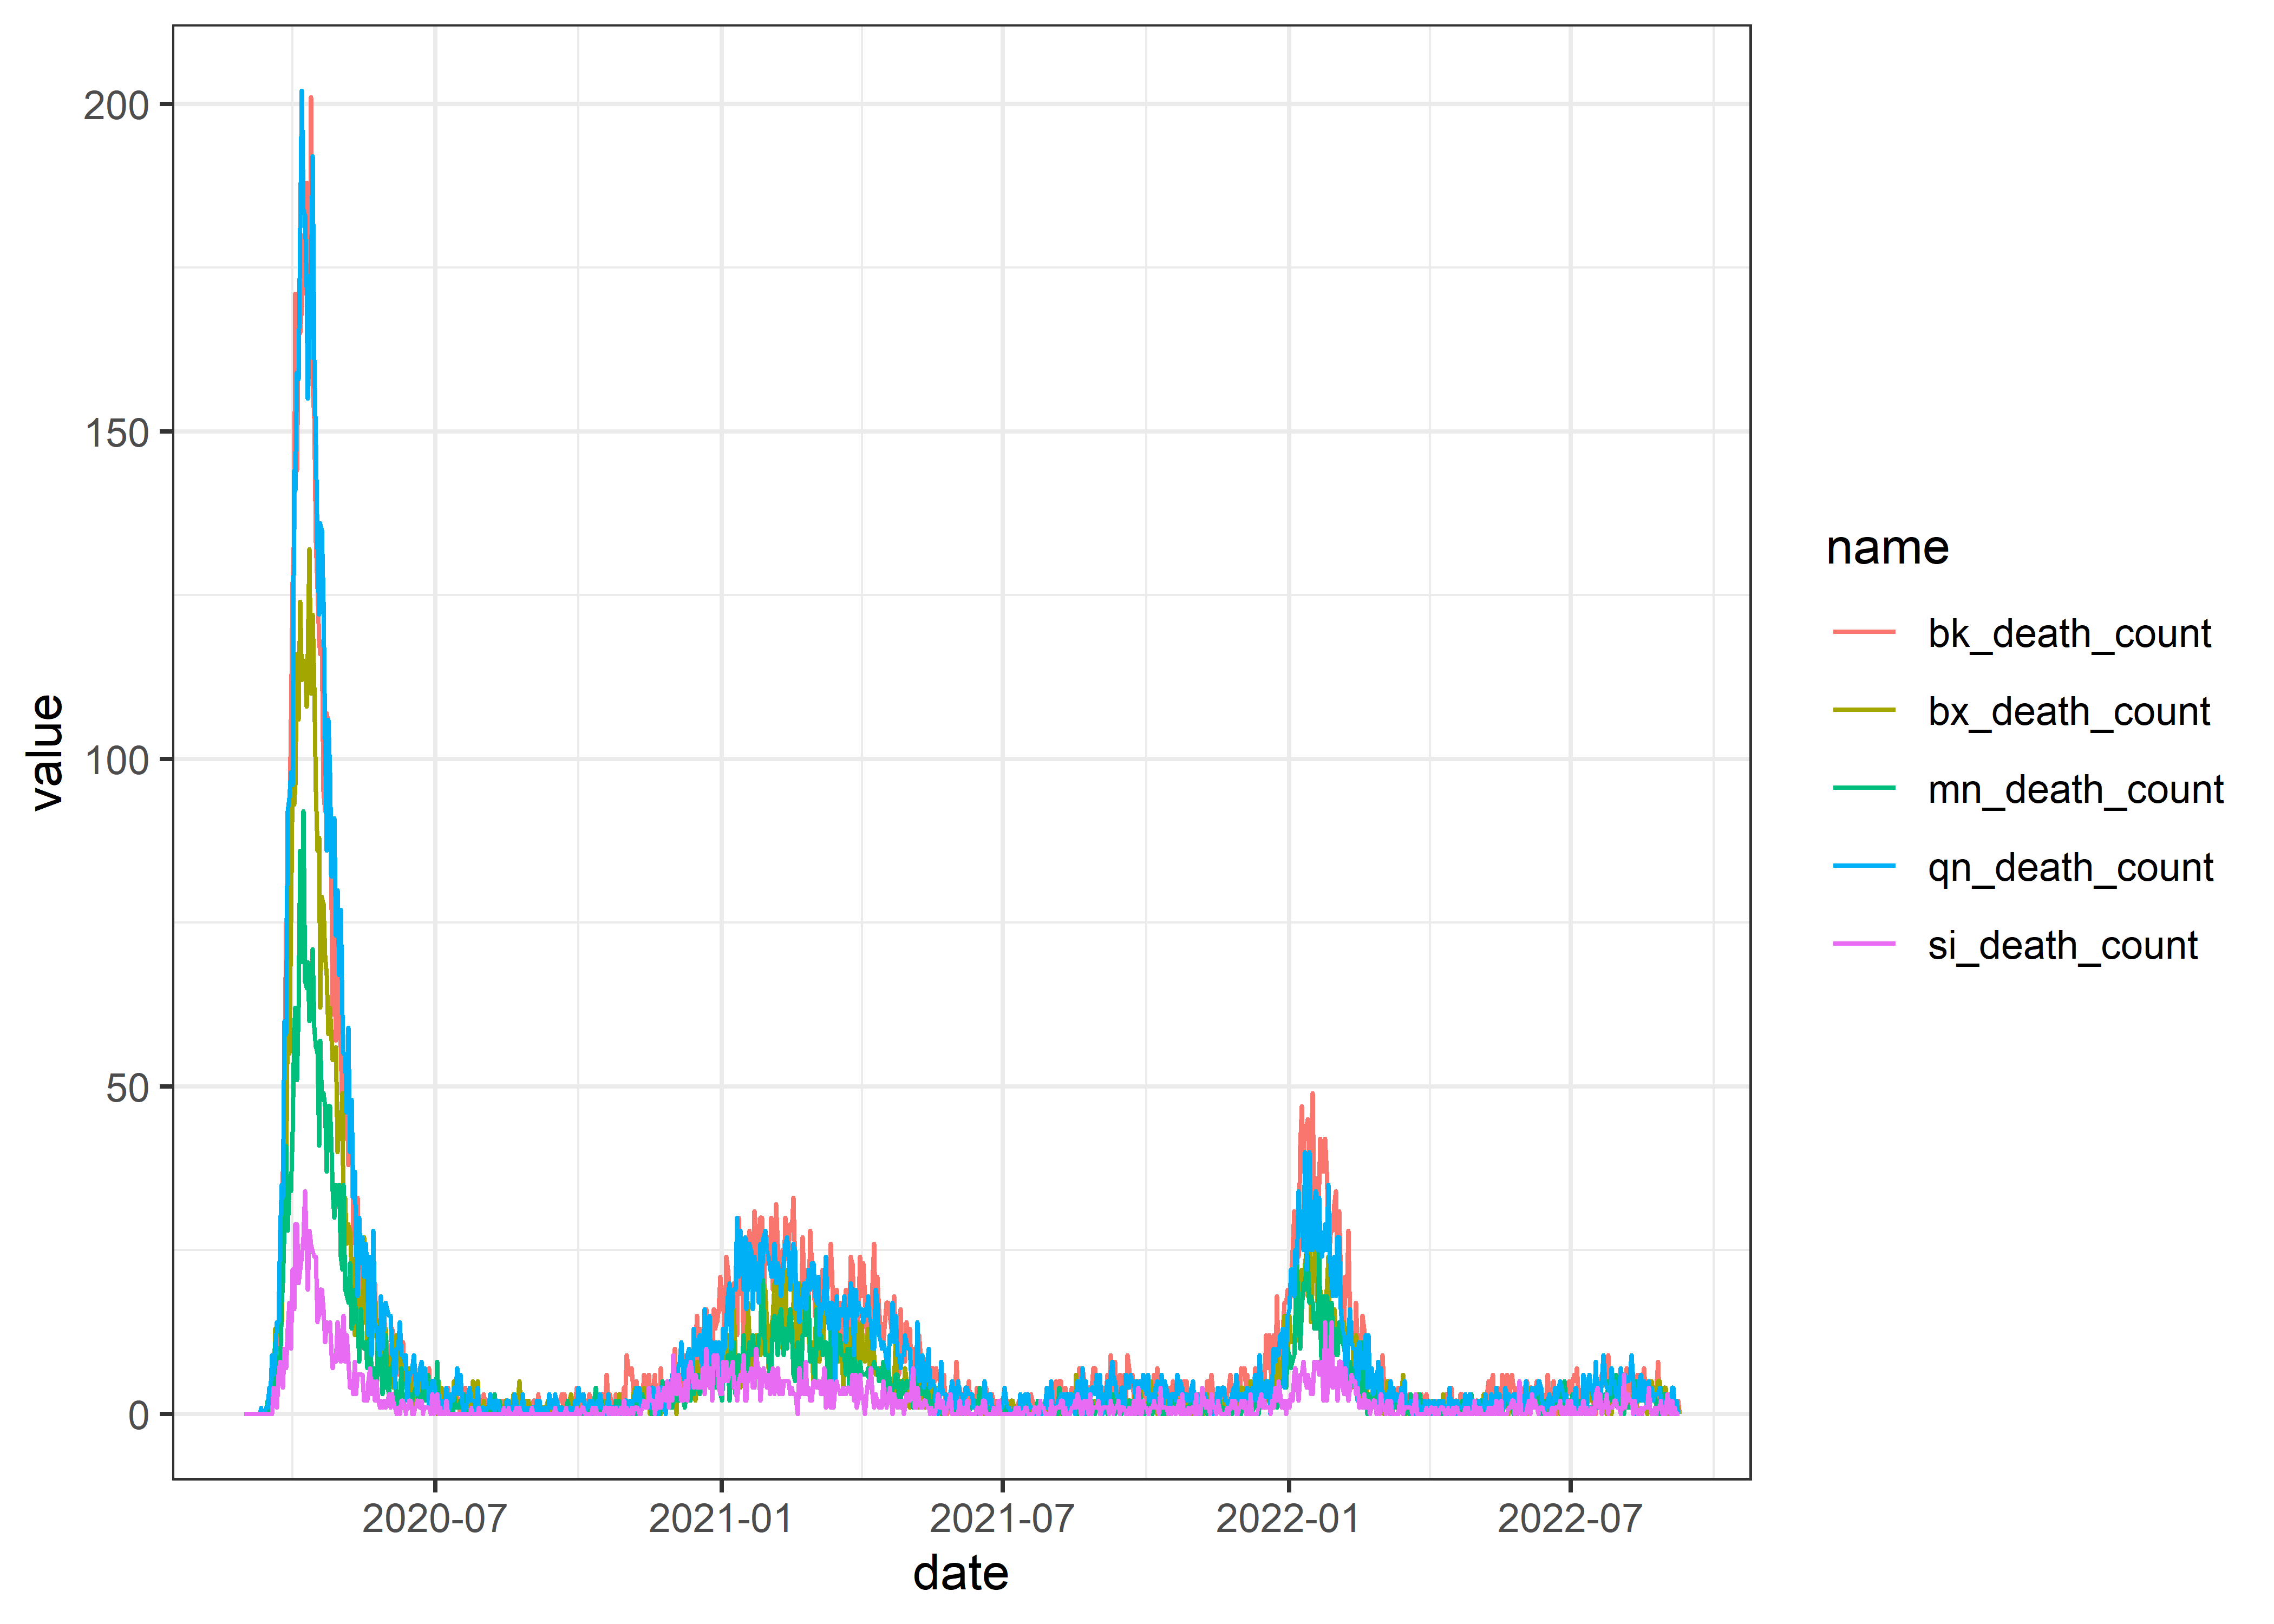 200
150
100
50
0
value
2020-07 2021-01 2021-07 2022-01 2022-07
date
name
bk_death_count
bx_death_count
mn_death_count
qn_death_count
si_death_count